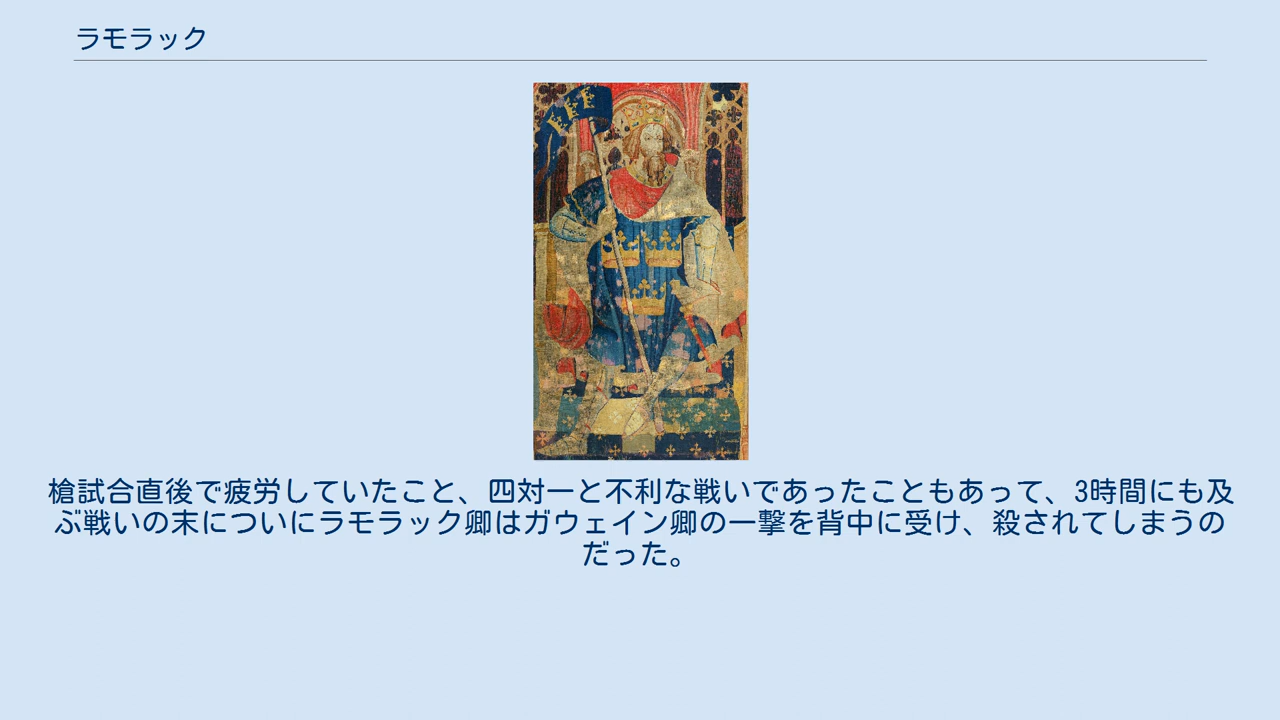 ラモラック
槍試合直後で疲労していたこと、四対一と不利な戦いであったこともあって、3時間にも及
ぶ戦いの末についにラモラック卿はガウェイン卿の一撃を背中に受け、殺されてしまうの
だった。